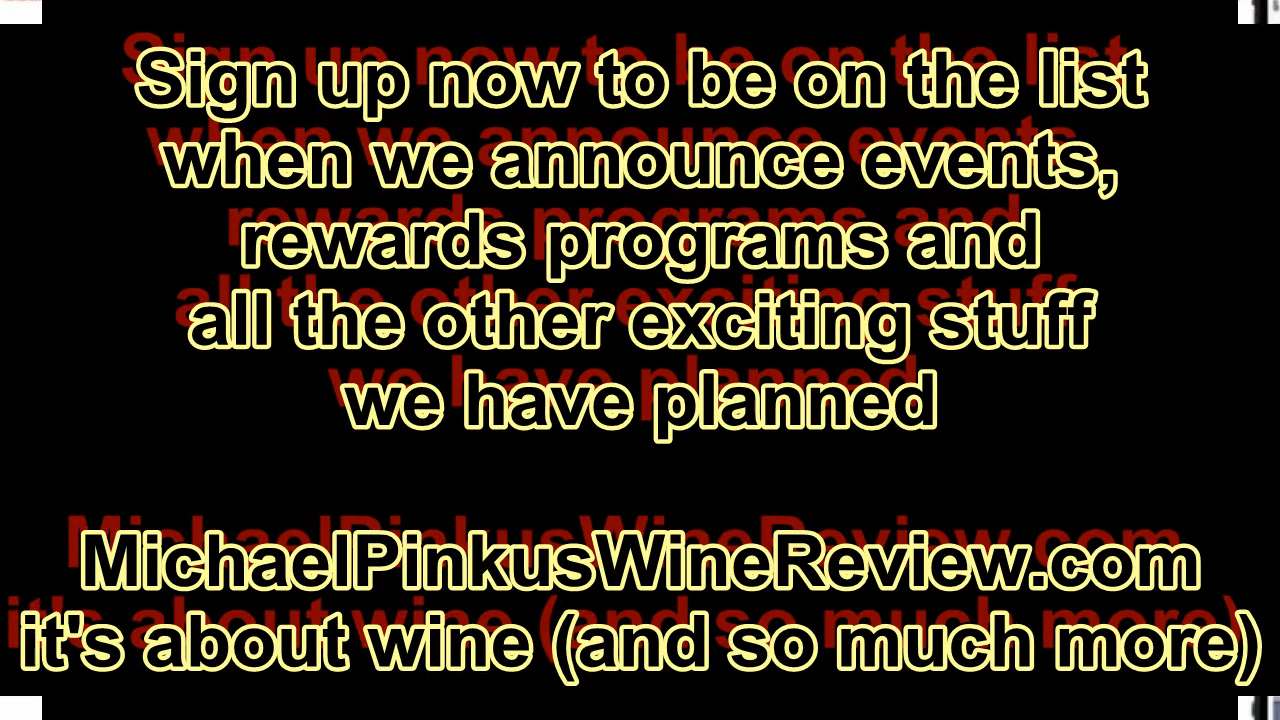 Sign up now to be on the list
when we announce events,
rewards programs and
all the other exciting stuff
we have planned
MichaelPinkusWineReview.com
it's about wine (and so much more)